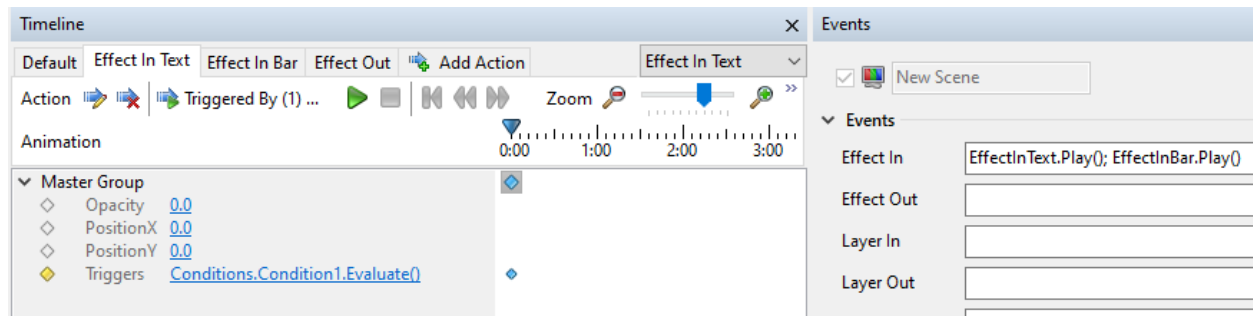 Timeline
Default Effect In Text Effect In Bar Effect Out Add Action Effect In Text
Action Triggered By (1) ... Zoom »
Animation 0:00 1:00 2:00 3:00
Master Group
Opacity 0.0
PositionX 0.0
PositionY 0.0
Triggers Conditions.Condition1.Evaluate()
Events
New Scene
Events
Effect In EffectInText.Play(); EffectInBar.Play()
Effect Out
Layer In
Layer Out